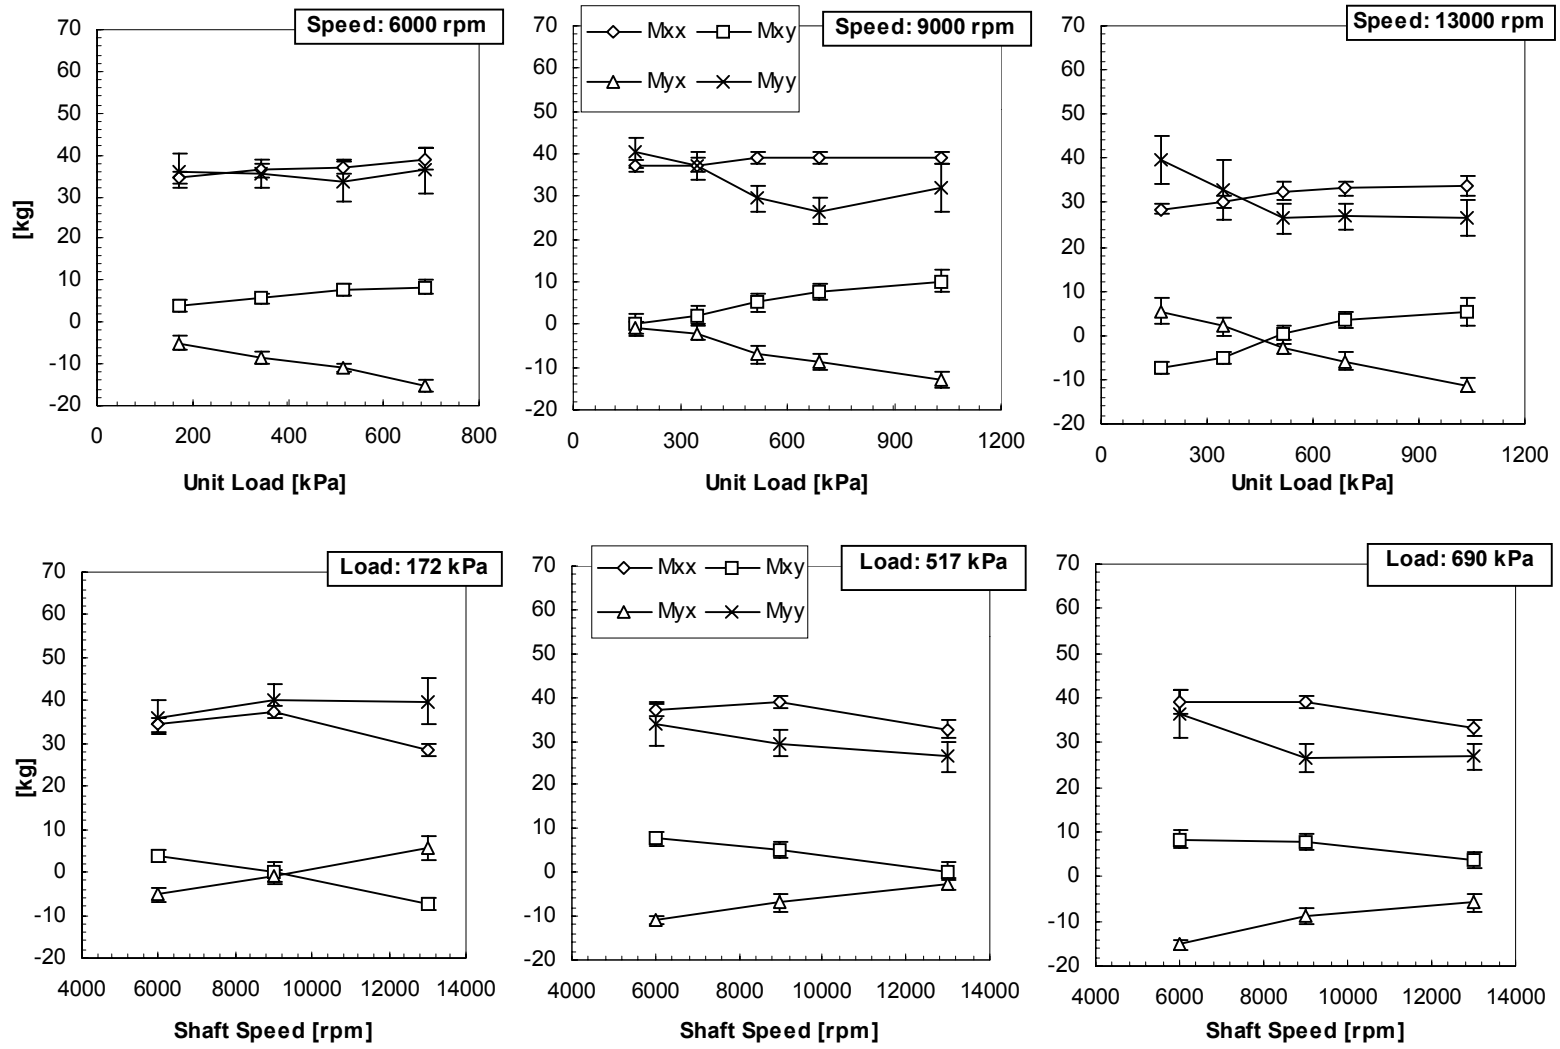 Speed: 6000 rpm
70
60
50
40
30
20
10
0
-10
-20
[kg]
0 200 400 600 800
Unit Load [kPa]
Speed: 9000 rpm
Mxx Mxy
Myx Myy
70
60
50
40
30
20
10
0
-10
-20
0 300 600 900 1200
Unit Load [kPa]
Speed: 13000 rpm
70
60
50
40
30
20
10
0
-10
-20
0 300 600 900 1200
Unit Load [kPa]
Load: 172 kPa
70
60
50
40
30
20
10
0
-10
-20
[kg]
4000 6000 8000 10000 12000 14000
Shaft Speed [rpm]
Load: 517 kPa
Mxx Mxy
Myx Myy
70
60
50
40
30
20
10
0
-10
-20
4000 6000 8000 10000 12000 14000
Shaft Speed [rpm]
Load: 690 kPa
70
60
50
40
30
20
10
0
-10
-20
4000 6000 8000 10000 12000 14000
Shaft Speed [rpm]